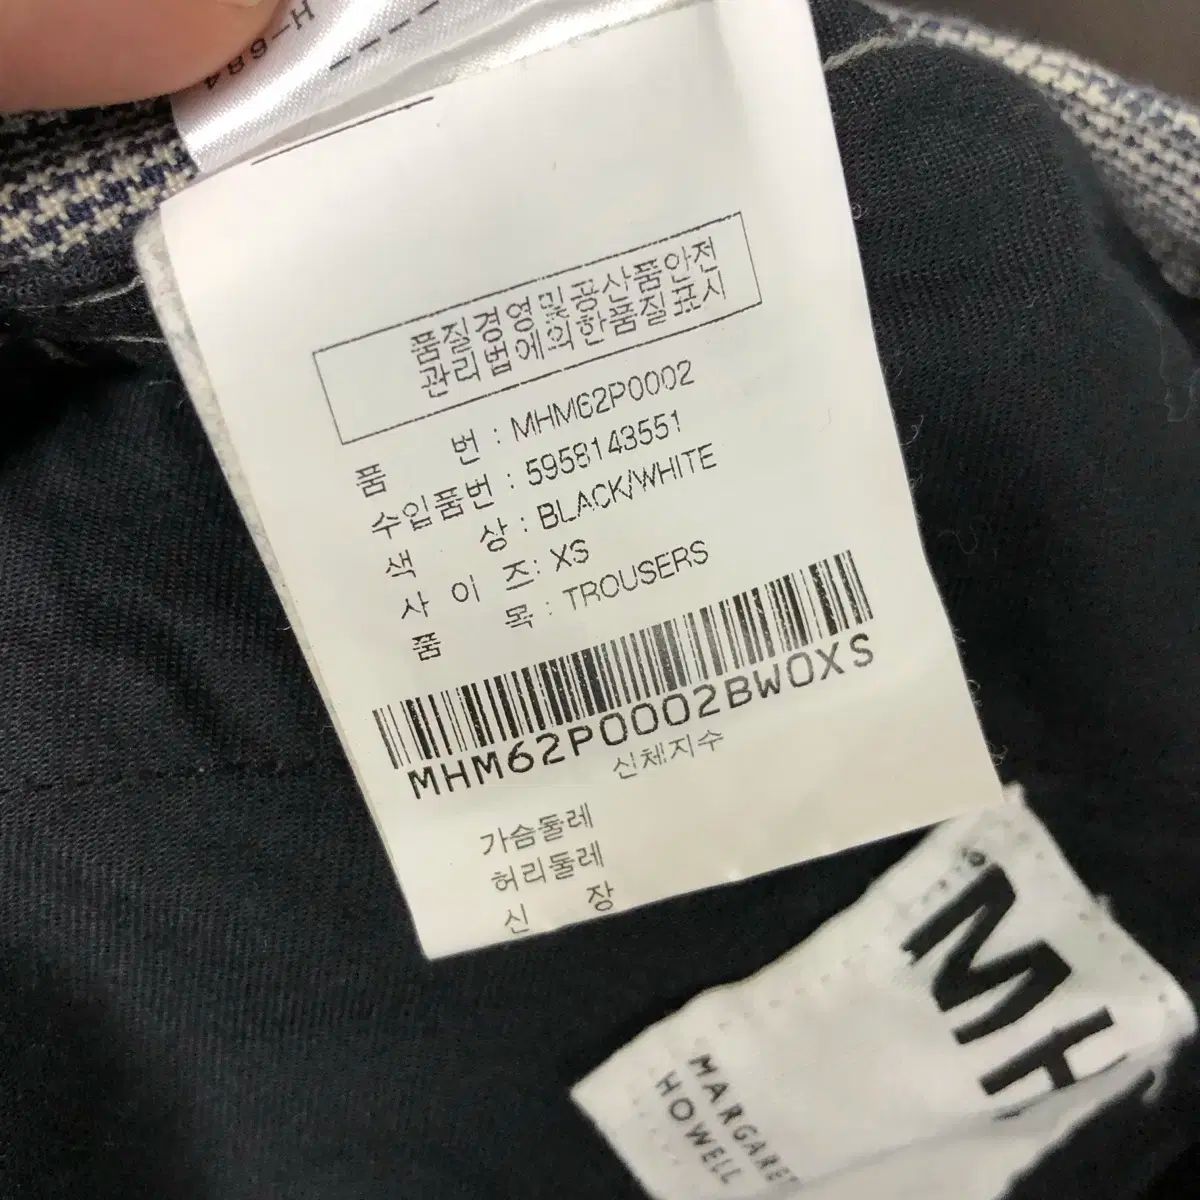 H-684
품질경영및공산품안전
관리법에의한품질표시
품 번 : MHM62P0002
수입품번 : 5958143551
색 상 : BLACK/WHITE
사 이 즈: XS
품 목 : TROUSERS
MHM62P0002BWOXS
신체지수
가슴둘레
허리둘레
신 장
MH
MARGARET
HOWELL